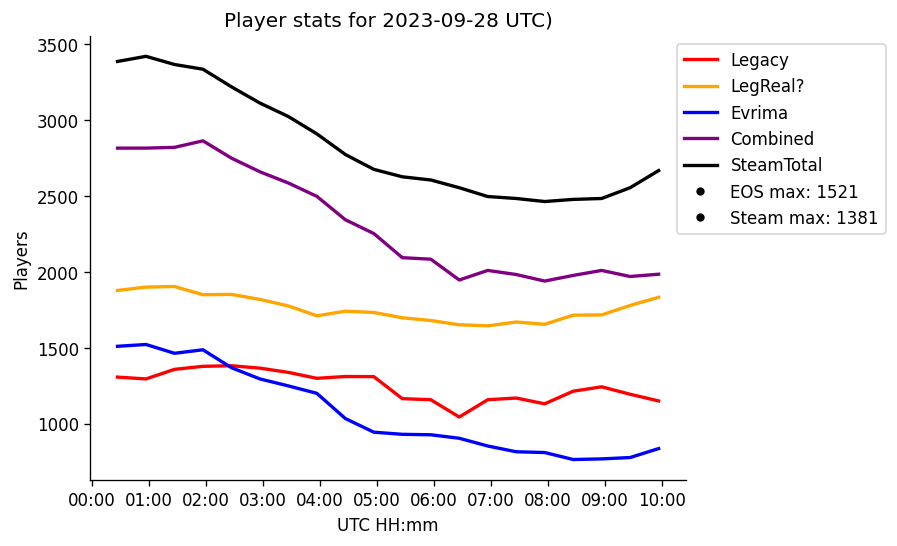 Player stats for 2023-09-28 UTC)
3500
3000
2500
2000
1500
1000
Players
00:00 01:00 02:00 03:00 04:00 05:00 06:00 07:00 08:00 09:00 10:00
UTC HH:mm
Legacy
LegReal?
Evrima
Combined
SteamTotal
EOS max: 1521
Steam max: 1381